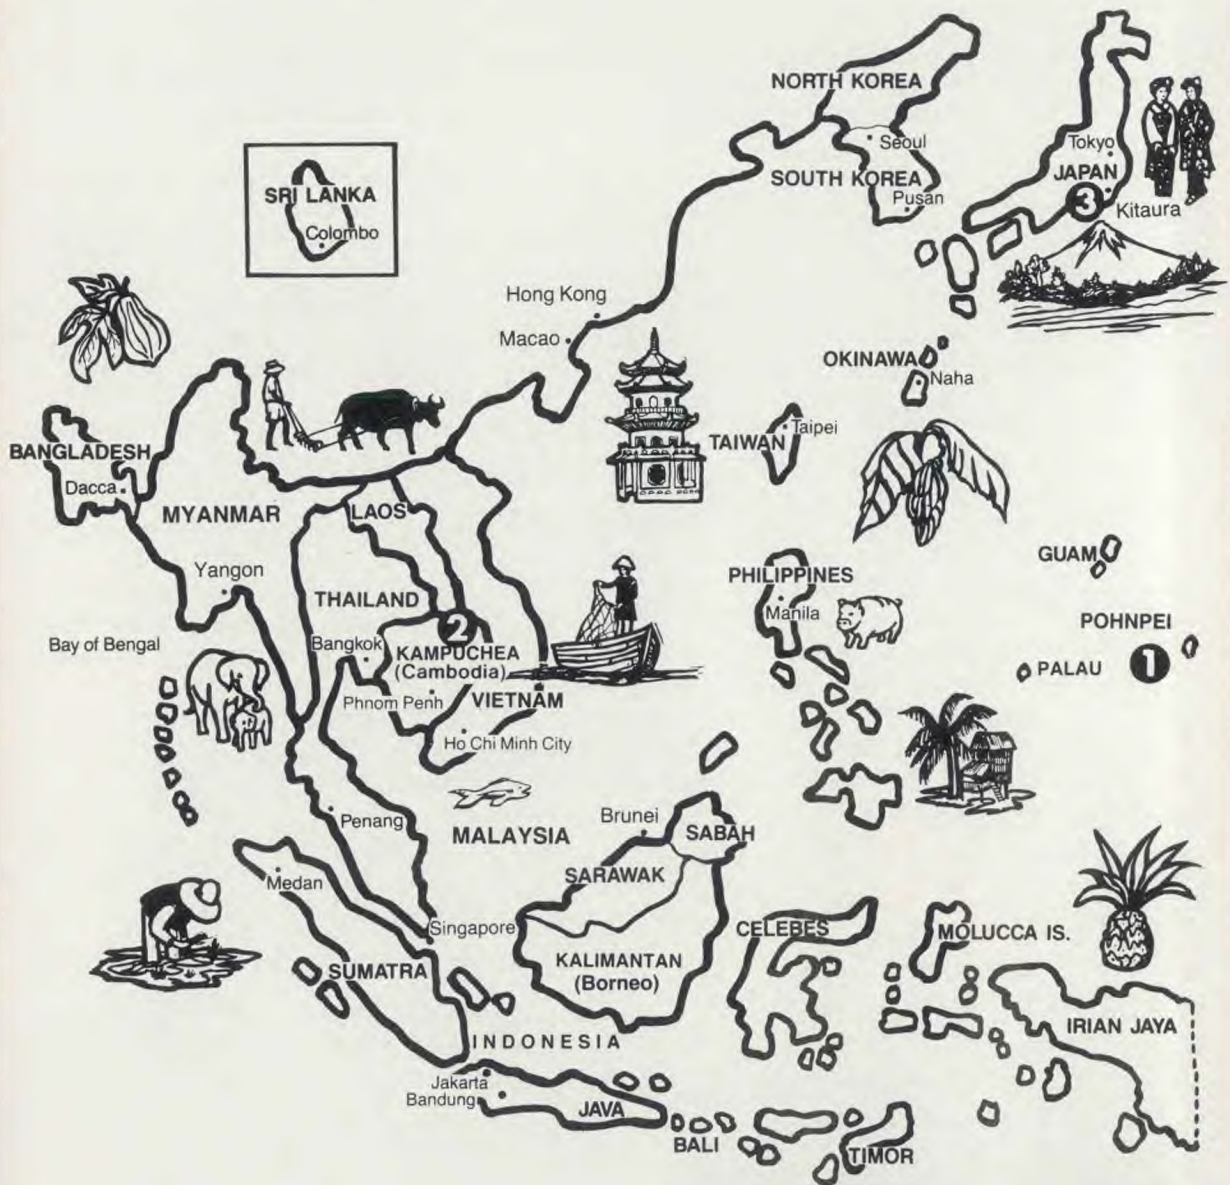 NORTH KOREA
Seoul
SOUTH KOREA
Pusan
Tokyo
JAPAN
3
Kitaura
SRI LANKA
Colombo
Hong Kong
Macao
OKINAWA
Naha
TAIWAN
Taipei
BANGLADESH
Dacca
MYANMAR
LAOS
Yangon
THAILAND
GUAM
PHILIPPINES
Manila
POHNPEI
1
PALAU
Bay of Bengal
Bangkok
2
KAMPUCHEA
(Cambodia)
Phnom Penh
VIETNAM
Ho Chi Minh City
Penang
MALAYSIA
Brunei
SABAH
SARAWAK
Medan
Singapore
SUMATRA
KALIMANTAN
(Borneo)
CELEBES
MOLUCCA IS.
IRIAN JAYA
INDONESIA
Jakarta
Bandung
JAVA
BALI
TIMOR